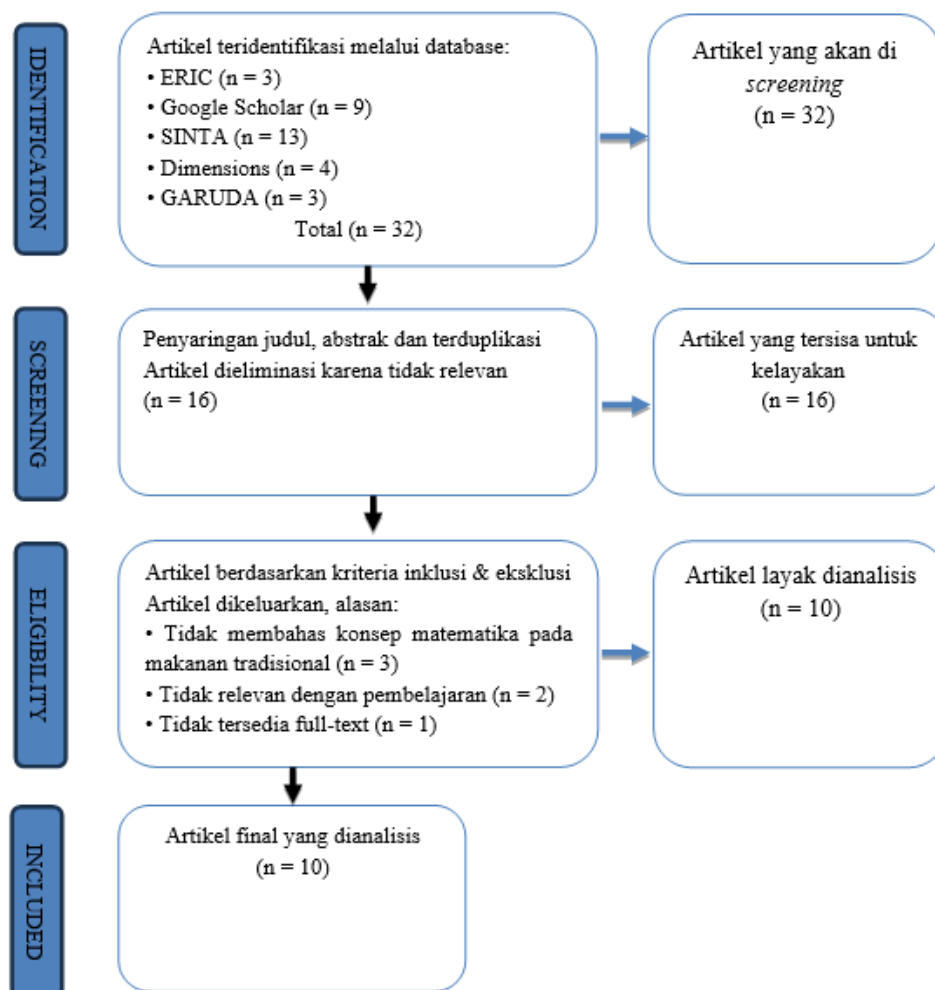 IDENTIFICATION
Artikel teridentifikasi melalui database:
• ERIC (n = 3)
• Google Scholar (n = 9)
• SINTA (n = 13)
• Dimensions (n = 4)
• GARUDA (n = 3)
Total (n = 32)
Artikel yang akan di
screening
(n = 32)
SCREENING
Penyaringan judul, abstrak dan terduplikasi
Artikel dieliminasi karena tidak relevan
(n = 16)
Artikel yang tersisa untuk
kelayakan
(n = 16)
ELIGIBILITY
Artikel berdasarkan kriteria inklusi & eksklusi
Artikel dikeluarkan, alasan:
• Tidak membahas konsep matematika pada
makanan tradisional (n = 3)
• Tidak relevan dengan pembelajaran (n = 2)
• Tidak tersedia full-text (n = 1)
Artikel layak dianalisis
(n = 10)
INCLUDED
Artikel final yang dianalisis
(n = 10)